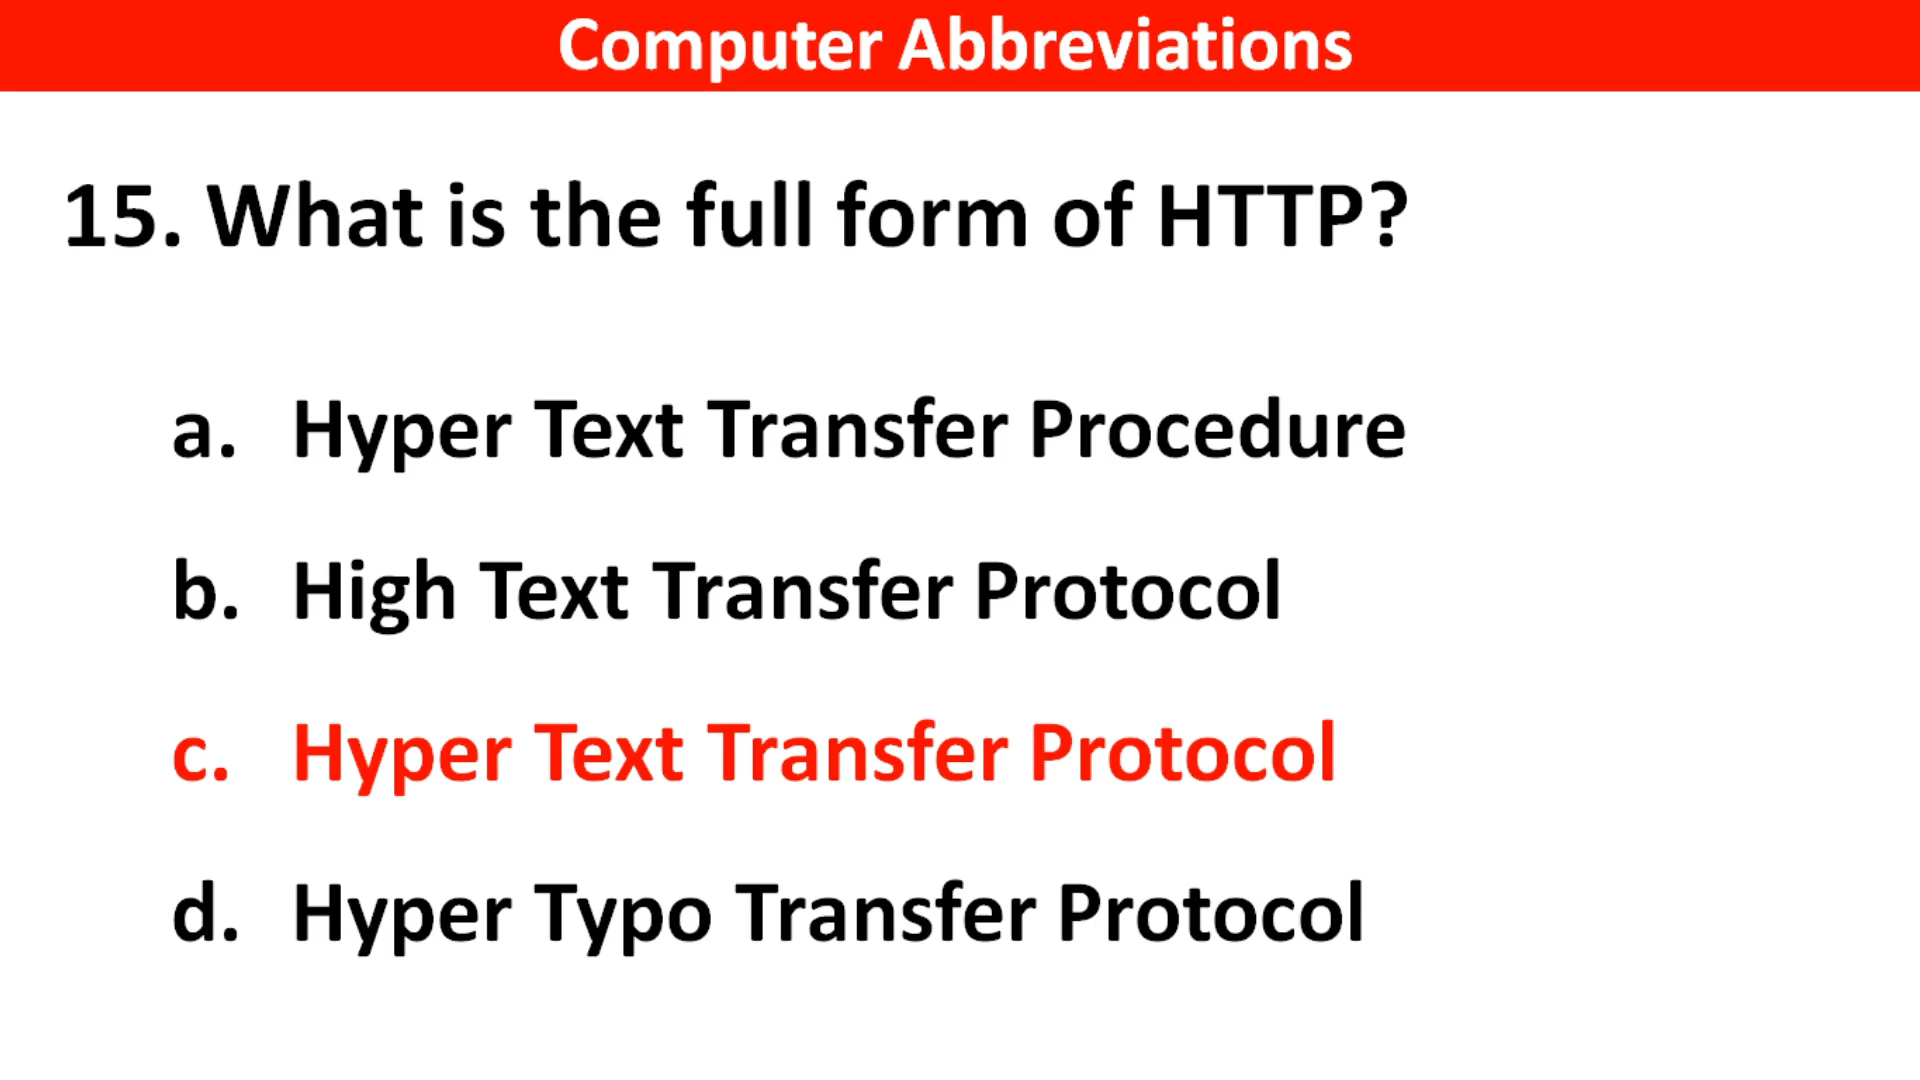 Computer Abbreviations
15. What is the full form of HTTP?
a. Hyper Text Transfer Procedure
b. High Text Transfer Protocol
c. Hyper Text Transfer Protocol
d. Hyper Typo Transfer Protocol